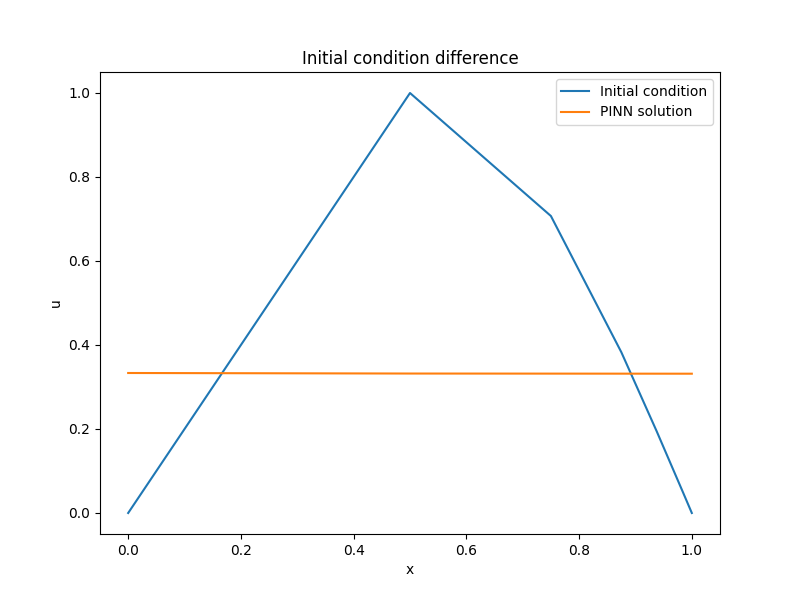 Initial condition difference
Initial condition
PINN solution
1.0
0.8
0.6
0.4
0.2
0.0
u
0.0 0.2 0.4 0.6 0.8 1.0
x